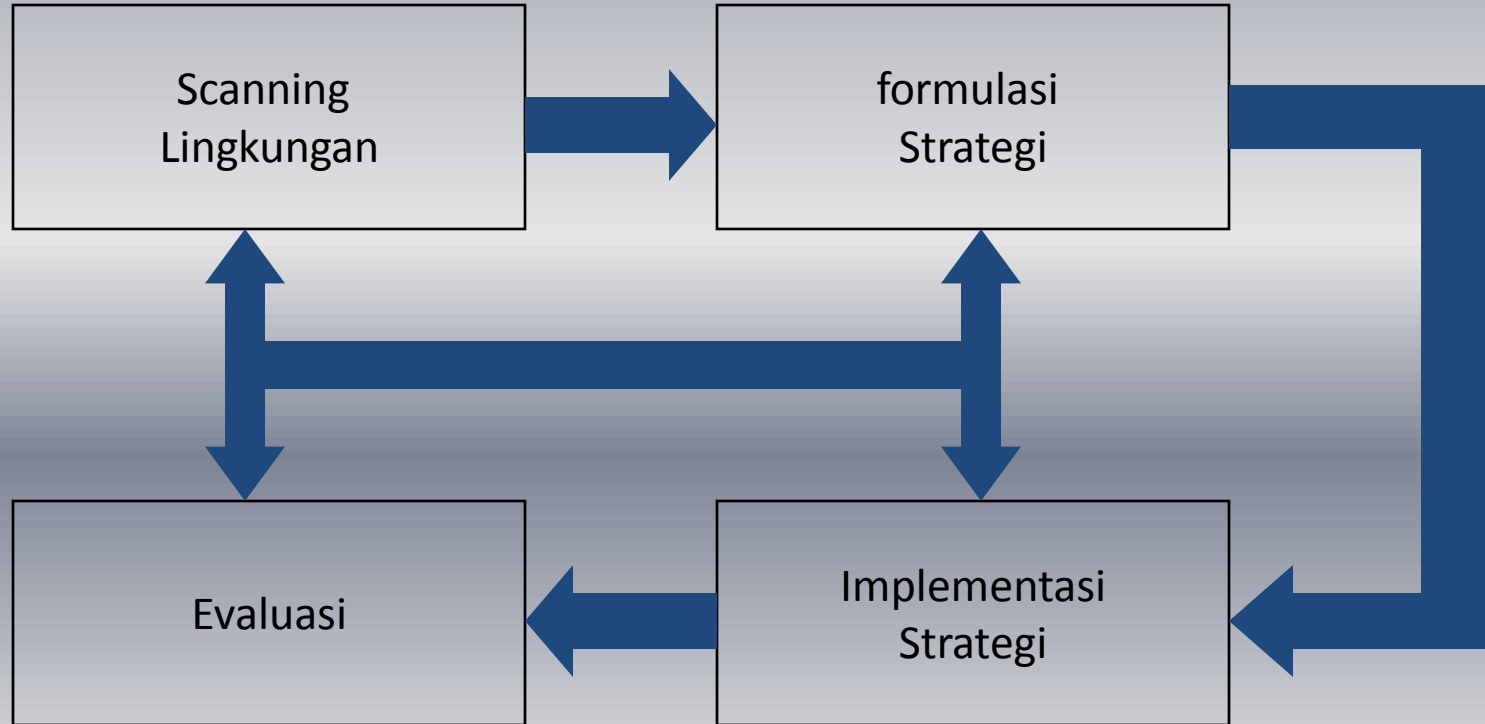 Scanning
Lingkungan
formulasi
Strategi
Evaluasi
Implementasi
Strategi